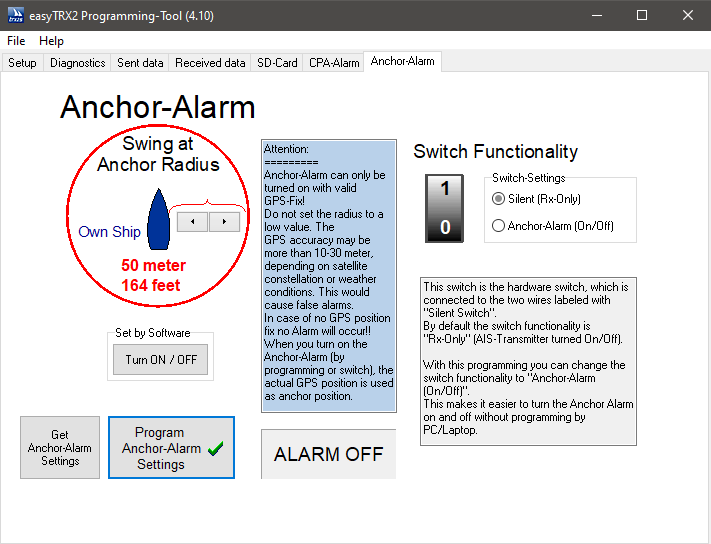 easyTRX2 Programming-Tool (4.10)
File Help
Setup Diagnostics Sent data Received data SD-Card CPA-Alarm Anchor-Alarm
Anchor-Alarm
Swing at
Anchor Radius
Own Ship
50 meter
164 feet
Set by Software
Turn ON / OFF
Get
Anchor-Alarm
Settings
Program
Anchor-Alarm
Settings
Attention:
=========
Anchor-Alarm can only be
turned on with valid
GPS-Fix!
Do not set the radius to a
low value. The
GPS accuracy may be
more than 10-30 meter,
depending on satellite
constellation or weather
conditions. This would
cause false alarms.
In case of no GPS position
fix no Alarm will occur!!
When you turn on the
Anchor-Alarm (by
programming or switch), the
actual GPS position is used
as anchor position.
ALARM OFF
Switch Functionality
1
0
Switch-Settings
Silent (Rx-Only)
Anchor-Alarm (On/Off)
This switch is the hardware switch, which is
connected to the two wires labeled with
"Silent Switch".
By default the switch functionality is
"Rx-Only" (AIS-Transmitter turned On/Off).
With this programming you can change the
switch functionality to "Anchor-Alarm
(On/Off)".
This makes it easier to turn the Anchor Alarm
on and off without programming by
PC/Laptop.